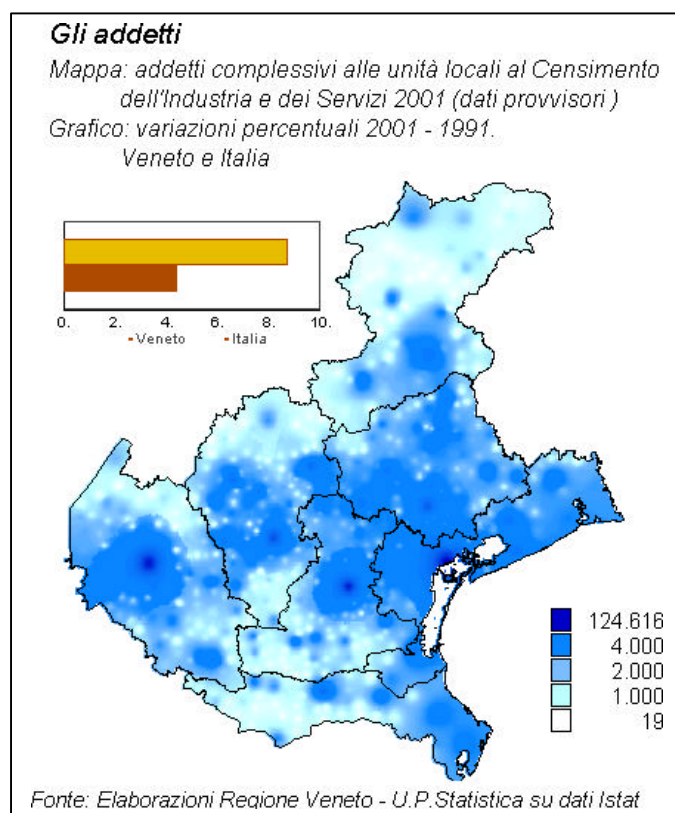 Gli addetti
Mappa: addetti complessivi alle unità locali al Censimento
dell'Industria e dei Servizi 2001 (dati provvisori )
Grafico: variazioni percentuali 2001 - 1991.
Veneto e Italia
0. 2. 4. 6. 8. 10.
Veneto Italia
124.616
4.000
2.000
1.000
19
Fonte: Elaborazioni Regione Veneto - U.P.Statistica su dati Istat